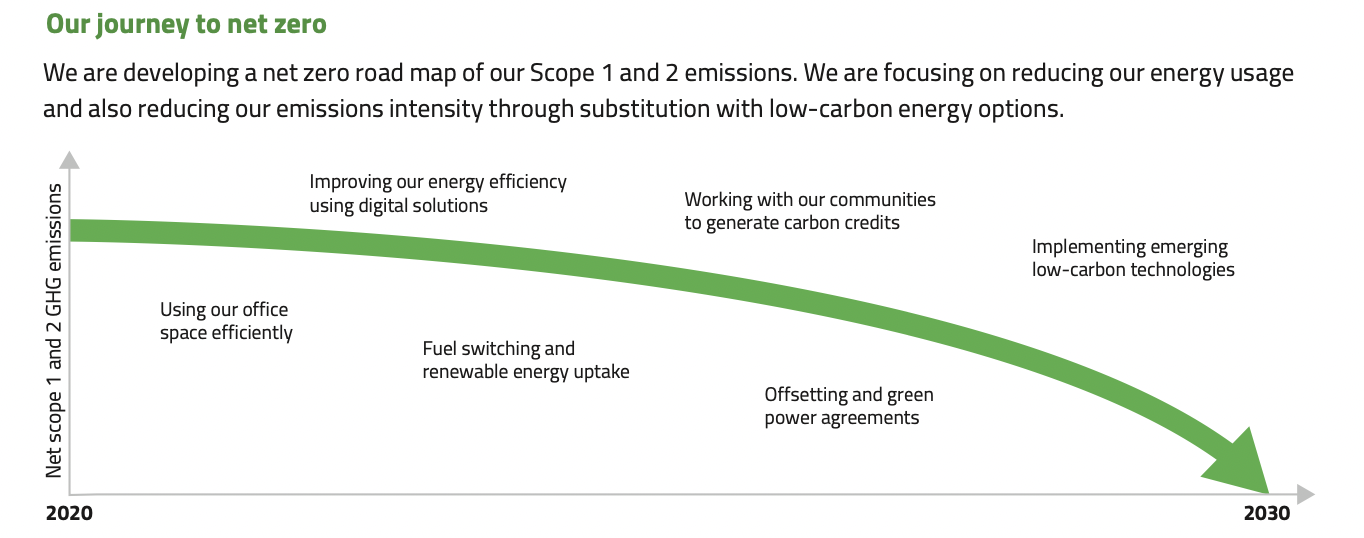 Our journey to net zero
We are developing a net zero road map of our Scope 1 and 2 emissions. We are focusing on reducing our energy usage
and also reducing our emissions intensity through substitution with low-carbon energy options.
Net scope 1 and 2 GHG emissions
Improving our energy efficiency
using digital solutions
Working with our communities
to generate carbon credits
Implementing emerging
low-carbon technologies
Using our office
space efficiently
Fuel switching and
renewable energy uptake
Offsetting and green
power agreements
2020
2030